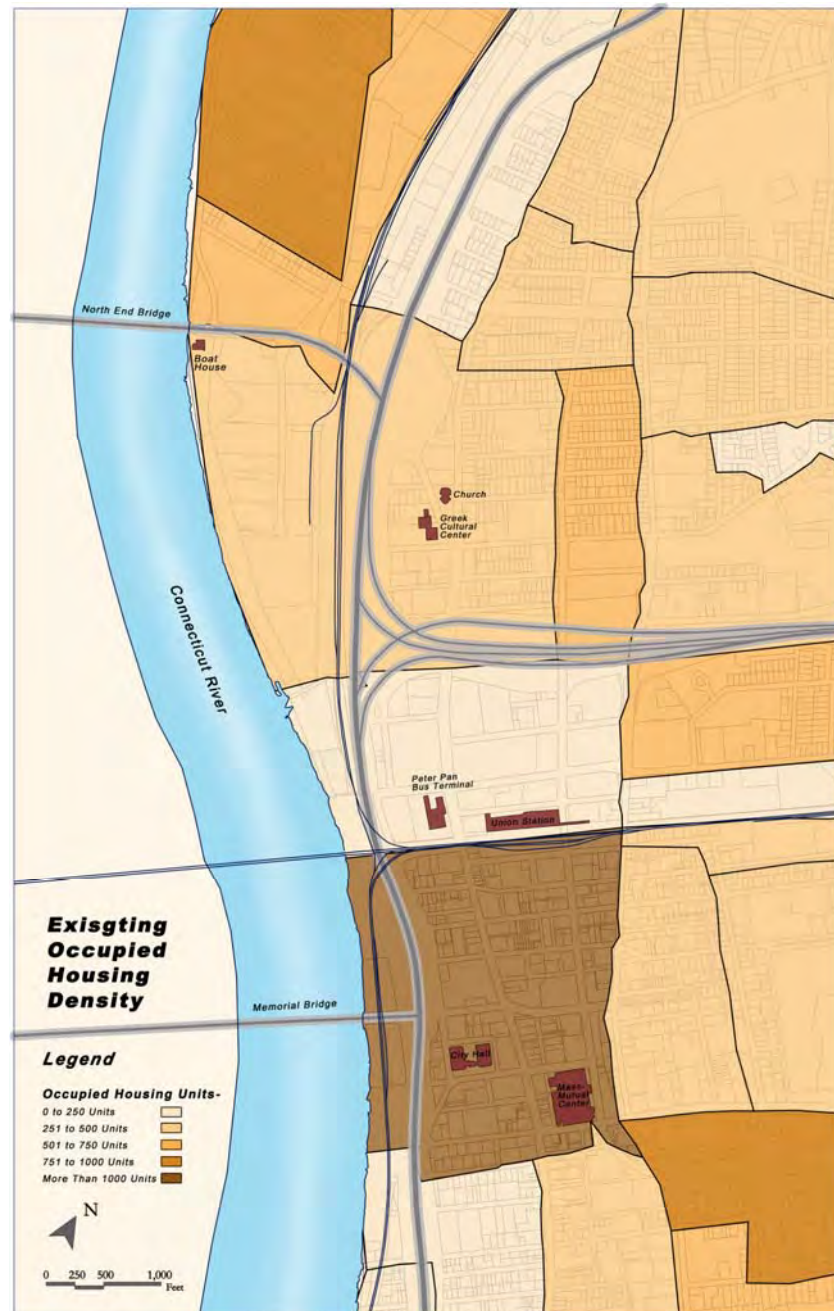 North End Bridge
Boat
House
Church
Greek
Cultural
Center
Connecticut River
Peter Pan
Bus Terminal
Union Station
Exisgting
Occupied
Housing
Density
Memorial Bridge
City Hall
Mass-
Mutual
Center
Legend
Occupied Housing Units-
0 to 250 Units
251 to 500 Units
501 to 750 Units
751 to 1000 Units
More Than 1000 Units
N
0 250 500 1,000
Feet